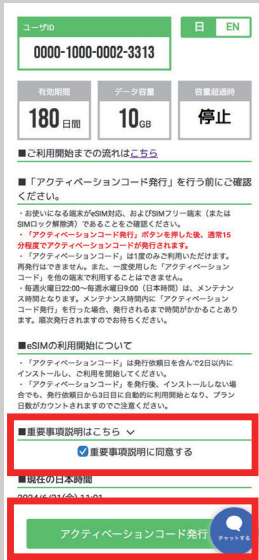 ユーザID
0000-1000-0002-3313
日 EN
有効期間
180 日間
データ容量
10GB
容量超過時
停止
■ご利用開始までの流れはこちら
■「アクティベーションコード発行」を行う前にご確認
ください。
・お使いになる端末がeSIM対応、およびSIMフリー端末（または
SIMロック解除済）であることをご確認ください。
・「アクティベーションコード発行」ボタンを押した後、通常15
分程度でアクティベーションコードが発行されます。
・「アクティベーションコード」は1度のみご利用いただけます。
再発行はできません。また、一度使用した「アクティベーション
コード」を他の端末で利用することはできません。
・毎週火曜日22:00～毎週水曜日9:00（日本時間）は、メンテナン
ス時間となります。メンテナンス時間内に「アクティベーション
コード発行」を行った場合、発行されるまで時間がかかることあり
ます。順次発行されますのでお待ちください。
■eSIMの利用開始について
・「アクティベーションコード」は発行依頼日を含んで2日以内に
インストールし、ご利用を開始してください。
・「アクティベーションコード」を発行後、インストールしない場
合でも、発行依頼日から3日目に自動的に利用開始となり、プラン
日数がカウントされますのでご注意ください。
■重要事項説明はこちら
重要事項説明に同意する
■現在の日本時間
2024/6/21(金) 11:01
アクティベーションコード発行
チャットする